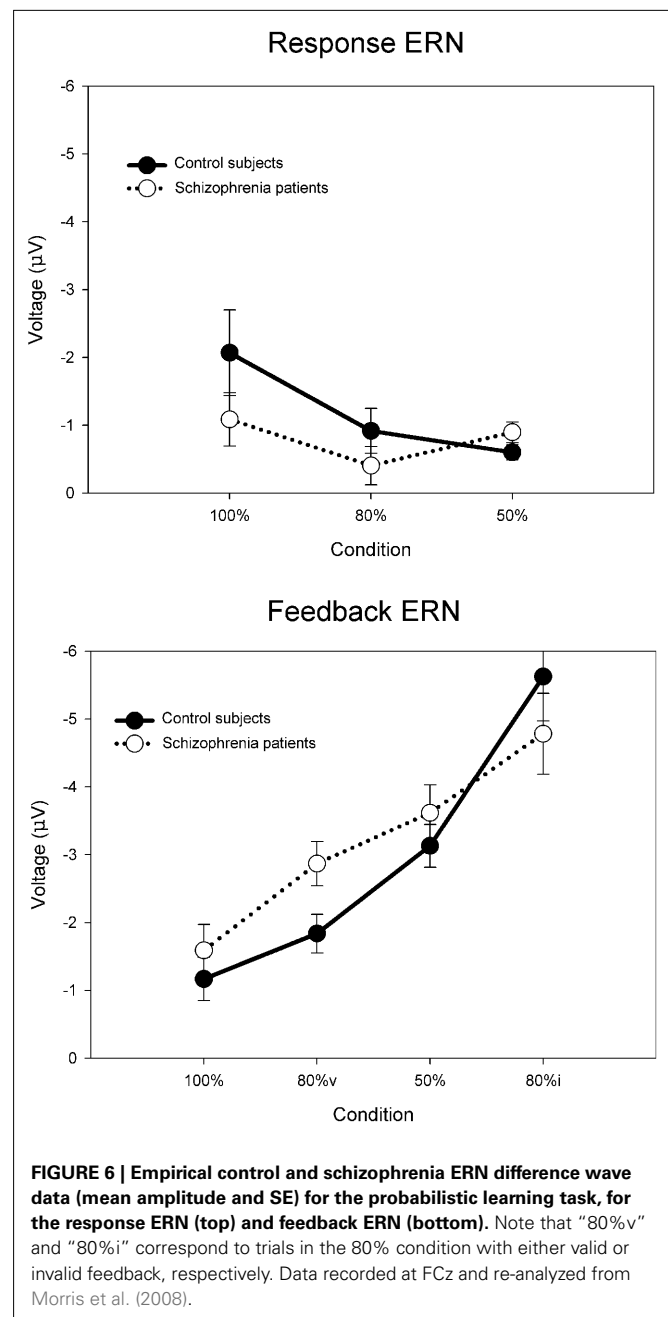 Response ERN
-6
-5
-4
-3
-2
-1
0
Voltage (µV)
Control subjects
Schizophrenia patients
100% 80% 50%
Condition
Feedback ERN
-6
-5
-4
-3
-2
-1
0
Voltage (µV)
Control subjects
Schizophrenia patients
100% 80%v 50% 80%i
Condition
FIGURE 6 | Empirical control and schizophrenia ERN difference wave
data (mean amplitude and SE) for the probabilistic learning task, for
the response ERN (top) and feedback ERN (bottom). Note that “80%v”
and “80%i” correspond to trials in the 80% condition with either valid or
invalid feedback, respectively. Data recorded at FCz and re-analyzed from
Morris et al. (2008).